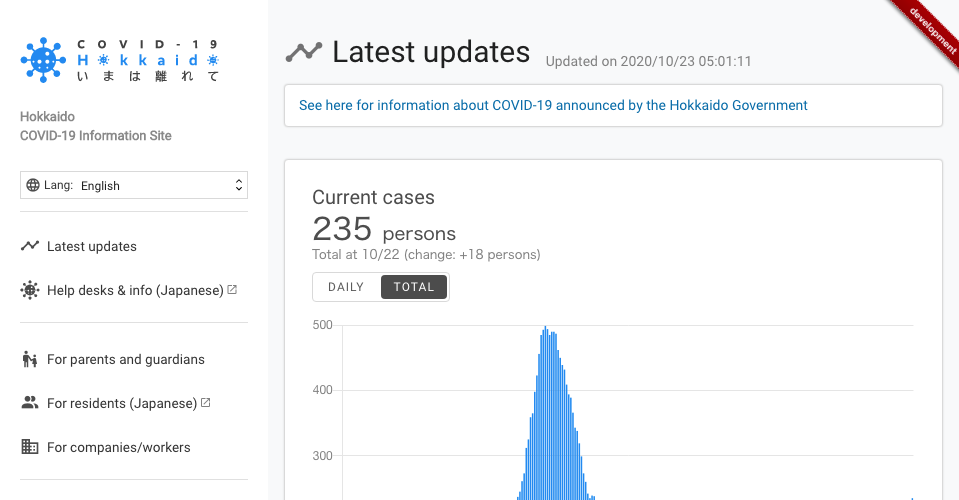 COVID-19
Hokkaido
いまは離れて
Hokkaido
COVID-19 Information Site
Lang: English
Latest updates
Help desks & info (Japanese)
For parents and guardians
For residents (Japanese)
For companies/workers
Latest updates Updated on 2020/10/23 05:01:11
development
See here for information about COVID-19 announced by the Hokkaido Government
Current cases
235 persons
Total at 10/22 (change: +18 persons)
DAILY TOTAL
500
400
300